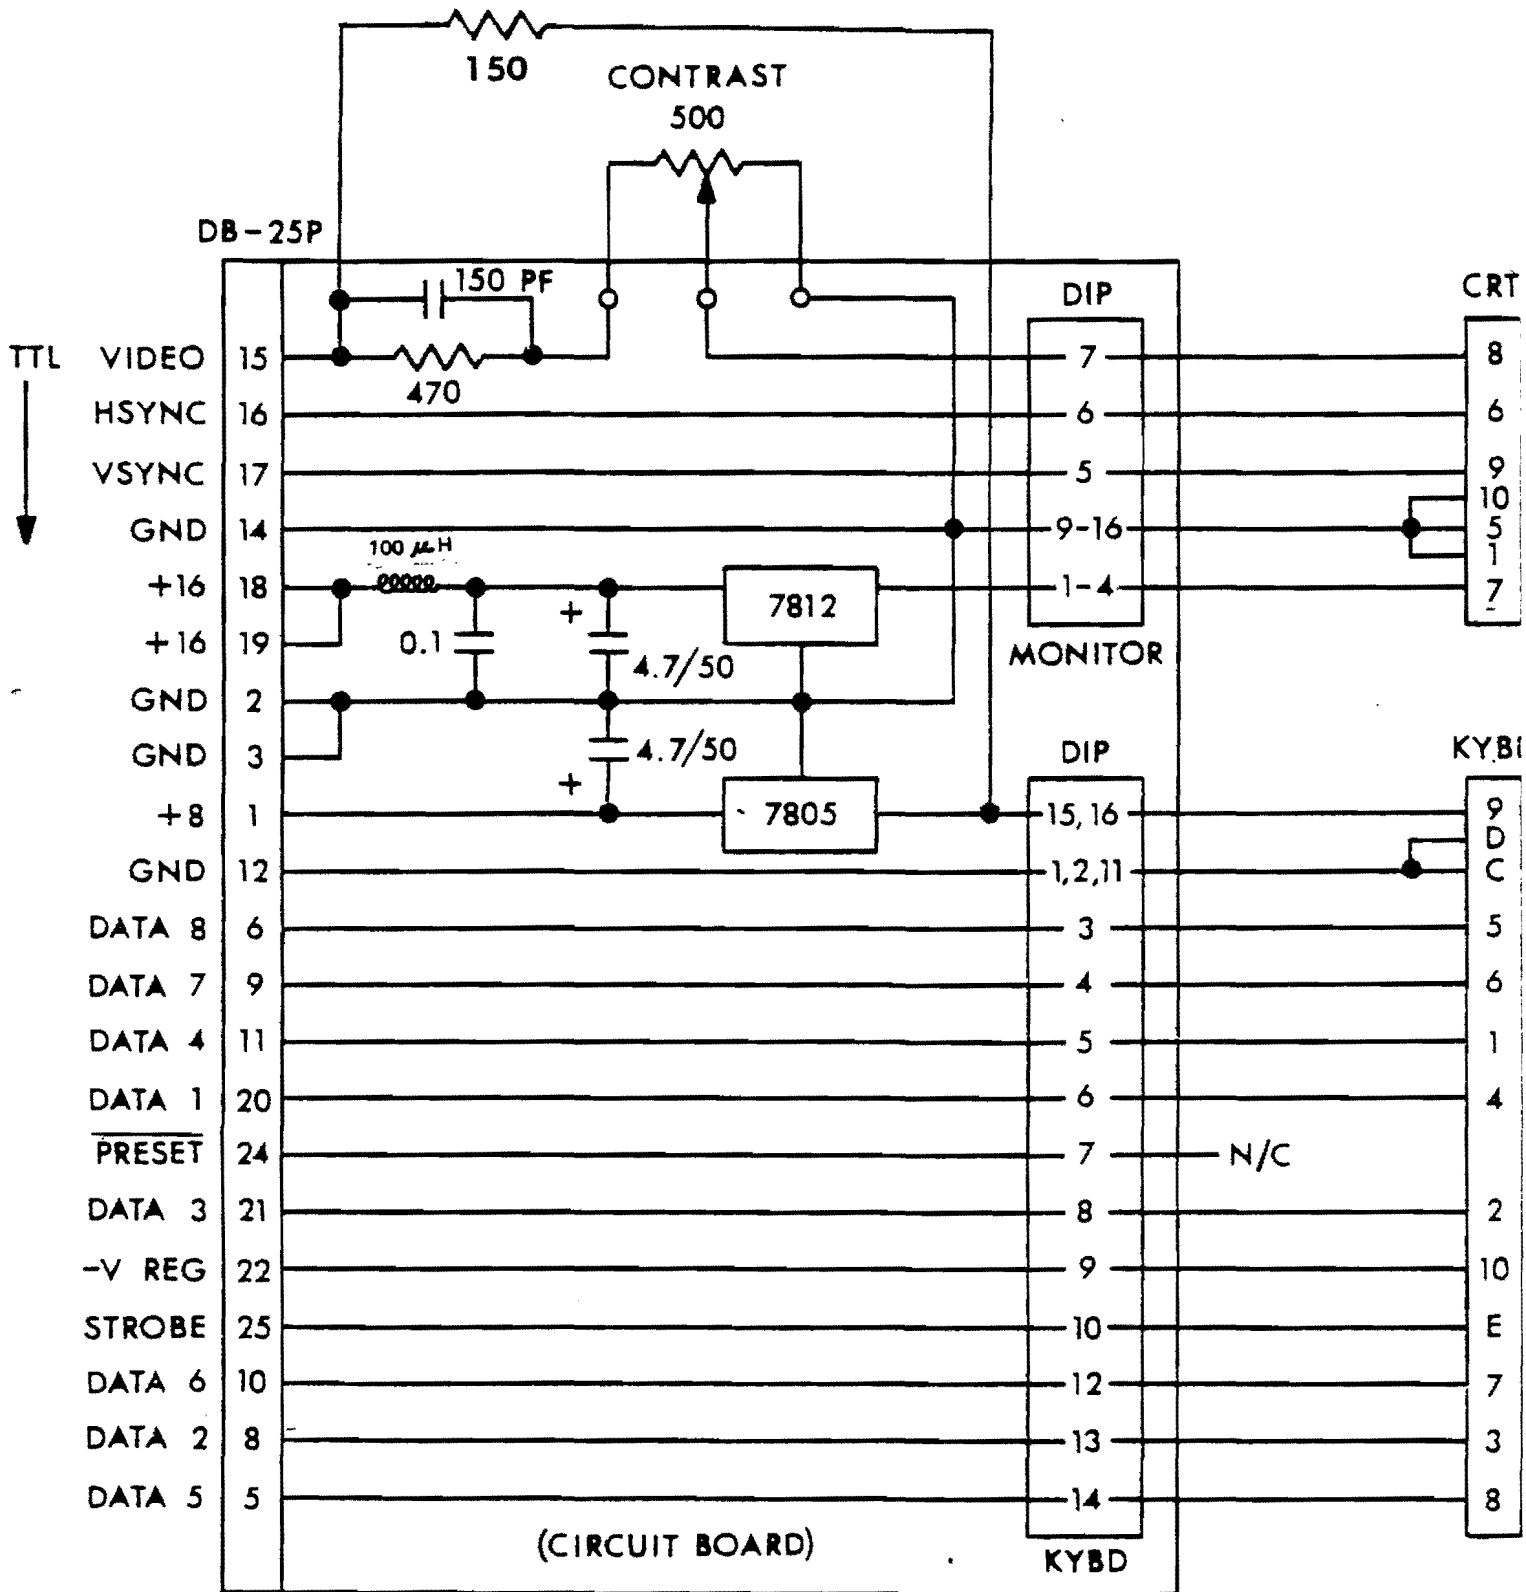 150
CONTRAST
500
DB-25P
150 PF
DIP
CRT
TTL VIDEO 15 470 7 8
HSYNC 16 6 6
VSYNC 17 5 9
10
GND 14 9-16 5
1
100 μH
+16 18 7812 1-4 7
+16 19 0.1 + 4.7/50 MONITOR
GND 2
GND 3 4.7/50 + DIP
+8 1 7805 15,16 9
D
GND 12 1,2,11 C
DATA 8 6 3 5
DATA 7 9 4 6
DATA 4 11 5 1
DATA 1 20 6 4
PRESET 24 7 N/C
DATA 3 21 8 2
-V REG 22 9 10
STROBE 25 10 E
DATA 6 10 12 7
DATA 2 8 13 3
DATA 5 5 14 8
(CIRCUIT BOARD)
KYBD